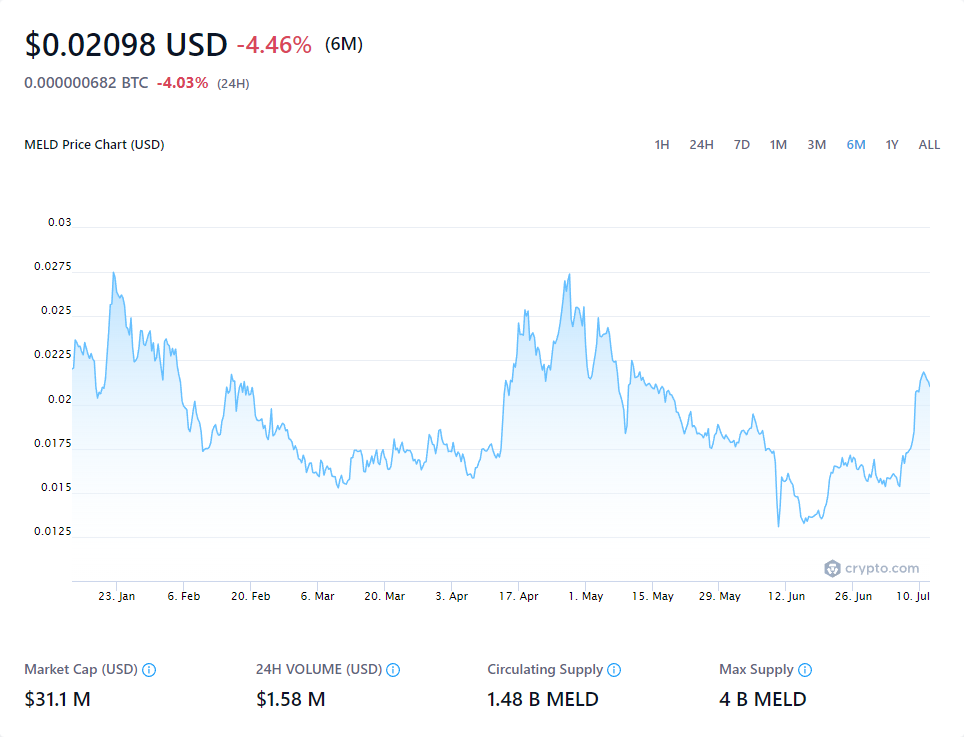 $0.02098 USD -4.46% (6M)
0.000000682 BTC -4.03% (24H)
MELD Price Chart (USD)
1H 24H 7D 1M 3M 6M 1Y ALL
0.03
0.0275
0.025
0.0225
0.02
0.0175
0.015
0.0125
crypto.com
23. Jan 6. Feb 20. Feb 6. Mar 20. Mar 3. Apr 17. Apr 1. May 15. May 29. May 12. Jun 26. Jun 10. Jul
Market Cap (USD) 24H VOLUME (USD) Circulating Supply Max Supply
$31.1 M $1.58 M 1.48 B MELD 4 B MELD